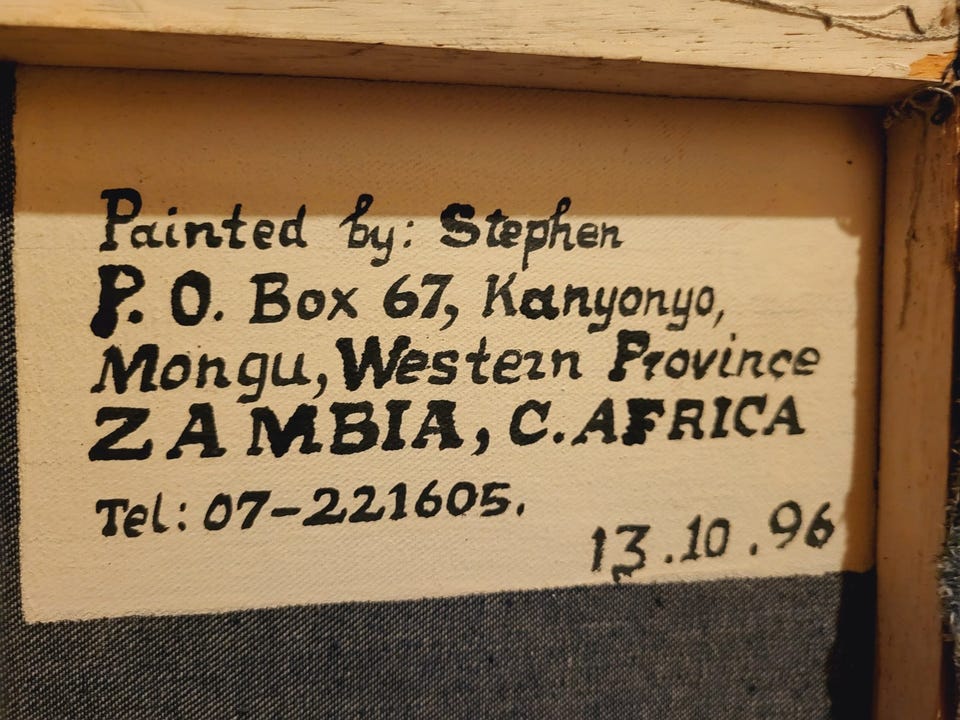 Painted by: Stephen
P. O. Box 67, Kanyonyo,
Mongu, Western Province
ZAMBIA, C. AFRICA
Tel: 07-221605.
13.10.96